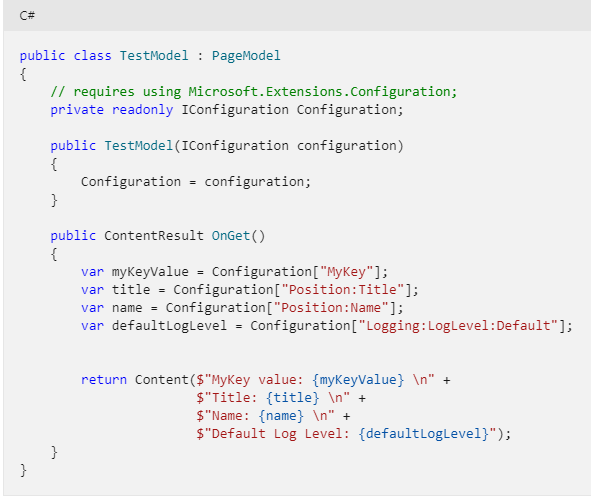 C#
public class TestModel : PageModel
{
    // requires using Microsoft.Extensions.Configuration;
    private readonly IConfiguration Configuration;

    public TestModel(IConfiguration configuration)
    {
        Configuration = configuration;
    }

    public ContentResult OnGet()
    {
        var myKeyValue = Configuration["MyKey"];
        var title = Configuration["Position:Title"];
        var name = Configuration["Position:Name"];
        var defaultLogLevel = Configuration["Logging:LogLevel:Default"];


        return Content($"MyKey value: {myKeyValue} \n" +
                       $"Title: {title} \n" +
                       $"Name: {name} \n" +
                       $"Default Log Level: {defaultLogLevel}");
    }
}